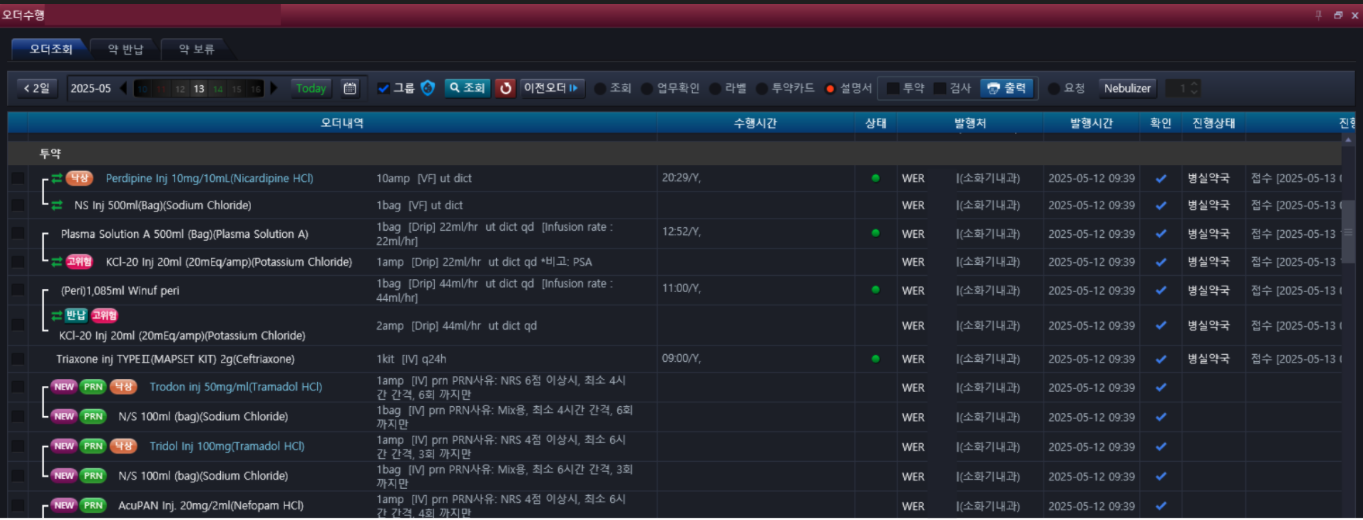 오더수행
오더조회 약 반납 약 보류
< 2일 2025-05 10 11 12 13 14 15 16 Today 그룹 조회 이전오더 조회 업무확인 라벨 투약카드 설명서 투약 검사 출력 요청 Nebulizer 1
오더내역 수행시간 상태 발행처 발행시간 확인 진행상태
투약
낙상 Perdipine Inj 10mg/10mL(Nicardipine HCl) 10amp [VF] ut dict 20:29/Y, WER (소화기내과) 2025-05-12 09:39 병실약국 접수 [2025-05-13
NS Inj 500ml(Bag)(Sodium Chloride) 1bag [VF] ut dict WER (소화기내과) 2025-05-12 09:39 병실약국 접수 [2025-05-13
Plasma Solution A 500ml (Bag)(Plasma Solution A) 1bag [Drip] 22ml/hr ut dict qd [Infusion rate : 12:52/Y, WER (소화기내과) 2025-05-12 09:39 병실약국 접수 [2025-05-13
22ml/hr]
고위험 KCl-20 Inj 20ml (20mEq/amp)(Potassium Chloride) 1amp [Drip] 22ml/hr ut dict qd *비고: PSA WER (소화기내과) 2025-05-12 09:39 병실약국 접수 [2025-05-13
(Peri)1,085ml Winuf peri 1bag [Drip] 44ml/hr ut dict qd [Infusion rate : 11:00/Y, WER (소화기내과) 2025-05-12 09:39 병실약국 접수 [2025-05-13
44ml/hr]
반납 고위험
KCl-20 Inj 20ml (20mEq/amp)(Potassium Chloride) 2amp [Drip] 44ml/hr ut dict qd WER (소화기내과) 2025-05-12 09:39 병실약국 접수 [2025-05-13
Triaxone inj TYPEⅡ(MAPSET KIT) 2g(Ceftriaxone) 1kit [IV] q24h 09:00/Y, WER (소화기내과) 2025-05-12 09:39 병실약국 접수 [2025-05-13
NEW PRN 낙상 Trodon inj 50mg/ml(Tramadol HCl) 1amp [IV] prn PRN사유: NRS 6점 이상시, 최소 4시 WER (소화기내과) 2025-05-12 09:39
간 간격, 6회 까지만
NEW PRN N/S 100ml (bag)(Sodium Chloride) 1bag [IV] prn PRN사유: Mix용, 최소 4시간 간격, 6회 WER (소화기내과) 2025-05-12 09:39
까지만
NEW PRN 낙상 Tridol Inj 100mg(Tramadol HCl) 1amp [IV] prn PRN사유: NRS 4점 이상시, 최소 6시 WER (소화기내과) 2025-05-12 09:39
간 간격, 3회 까지만
NEW PRN N/S 100ml (bag)(Sodium Chloride) 1bag [IV] prn PRN사유: Mix용, 최소 6시간 간격, 3회 WER (소화기내과) 2025-05-12 09:39
까지만
NEW PRN AcuPAN Inj. 20mg/2ml(Nefopam HCl) 1amp [IV] prn PRN사유: NRS 4점 이상시, 최소 6시 WER (소화기내과) 2025-05-12 09:39
간 간격, 4회 까지만